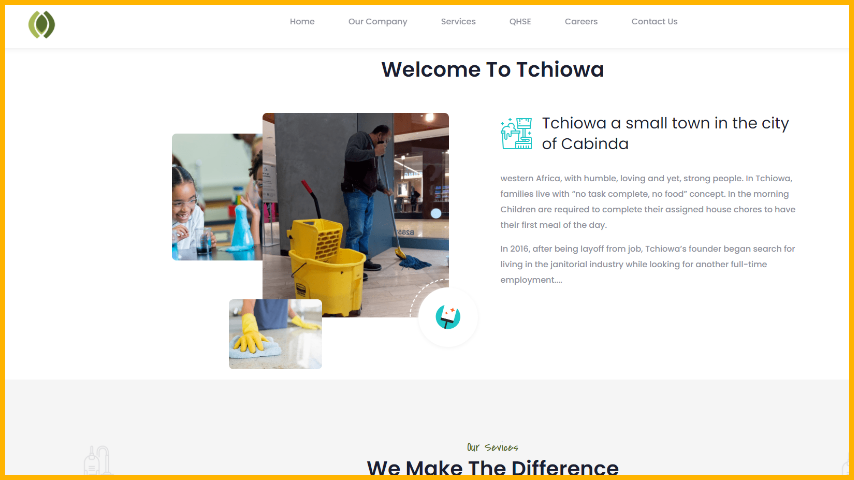 Home Our Company Services QHSE Careers Contact Us
Welcome To Tchiowa
Tchiowa a small town in the city
of Cabinda
western Africa, with humble, loving and yet, strong people. In Tchiowa,
families live with "no task complete, no food" concept. In the morning
Children are required to complete their assigned house chores to have
their first meal of the day.
In 2016, after being layoff from job, Tchiowa's founder began search for
living in the janitorial industry while looking for another full-time
employment....
Our Sevices
We Make The Difference